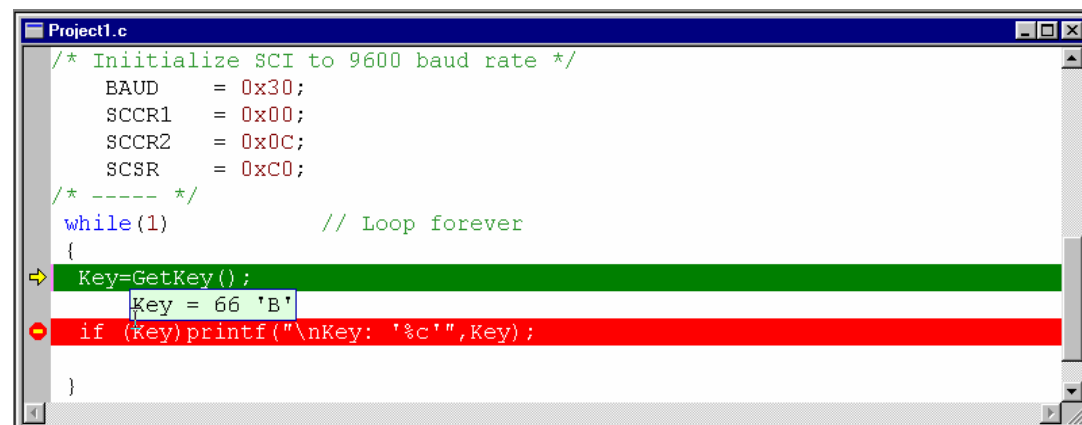 Project1.c
/* Iniitialize SCI to 9600 baud rate */
BAUD = 0x30;
SCCR1 = 0x00;
SCCR2 = 0x0C;
SCSR = 0xC0;
/* ----- */
while(1) // Loop forever
{
Key=GetKey();
Key = 66 'B'
if (Key)printf("\nKey: '%c'",Key);
}